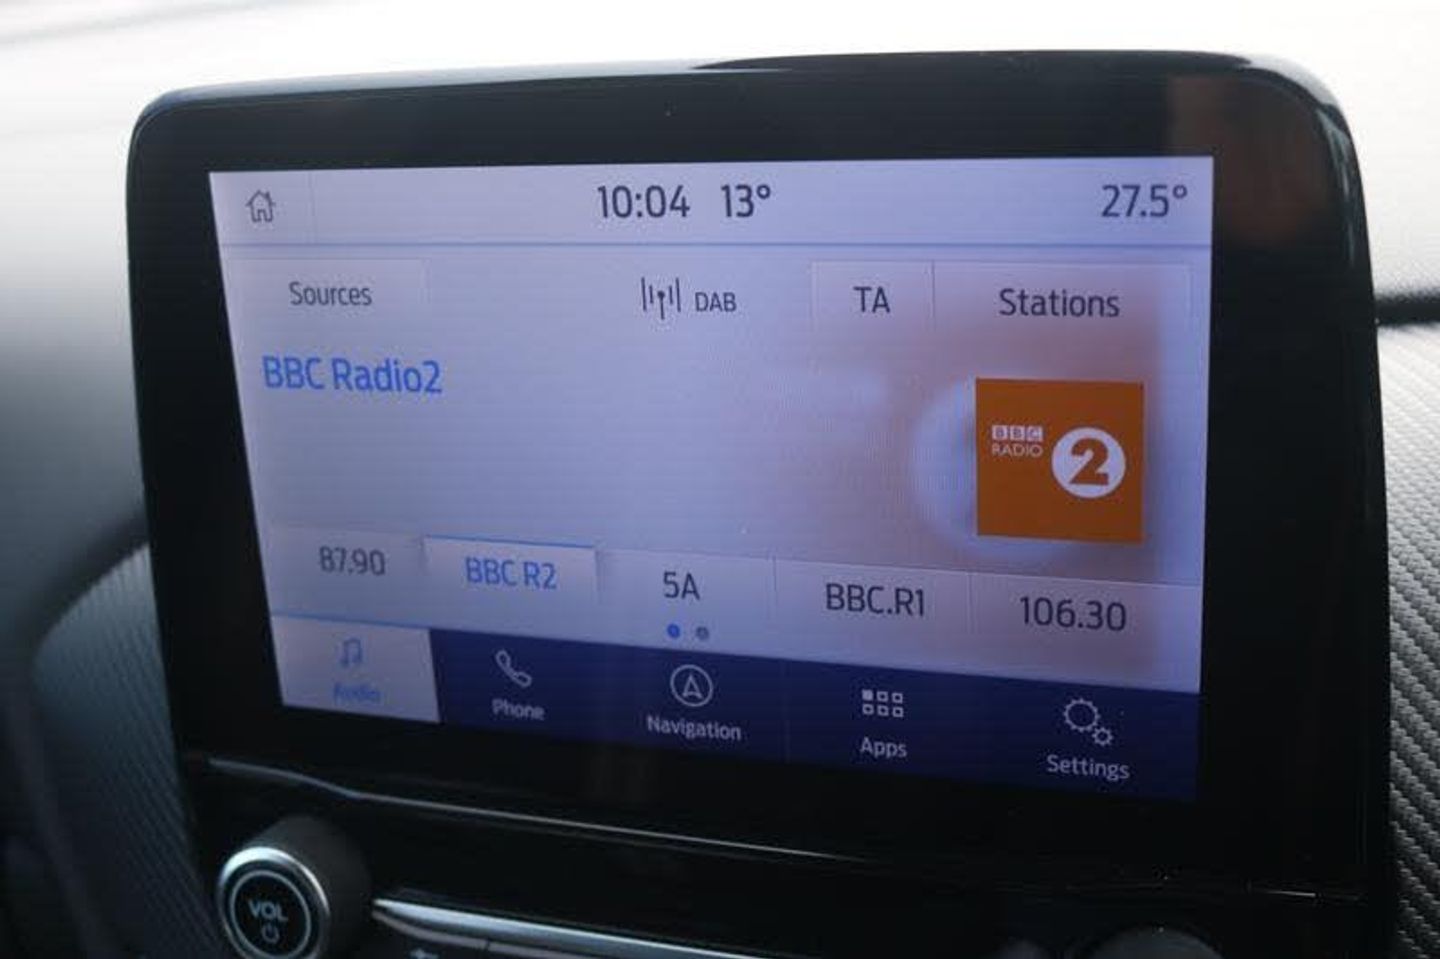 10:04 13° 27.5°
Sources DAB TA Stations
BBC Radio2
BBC
RADIO 2
87.90 BBC R2 5A BBC.R1 106.30
Audio Phone Navigation Apps Settings
VOL